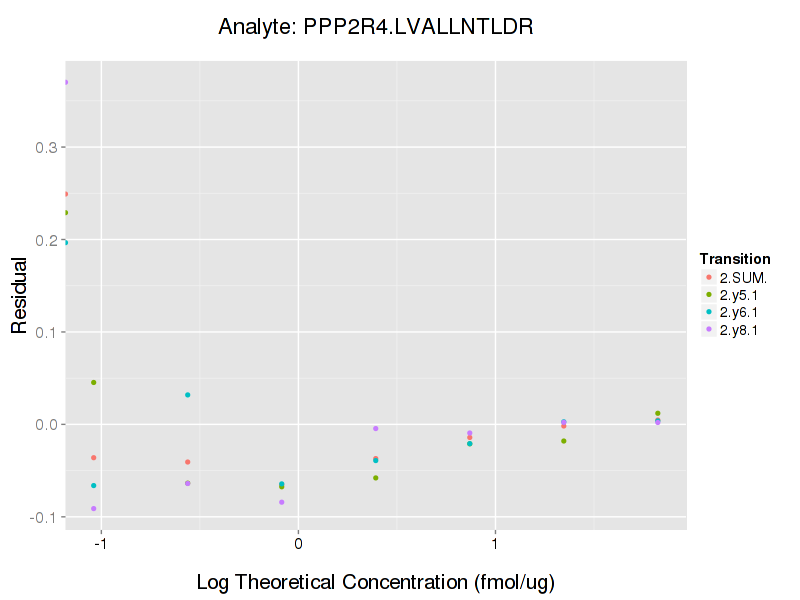 Analyte: PPP2R4.LVALLNTLDR
Residual
0.3
0.2
0.1
0.0
-0.1
-1 0 1
Log Theoretical Concentration (fmol/ug)
Transition
2.SUM.
2.y5.1
2.y6.1
2.y8.1